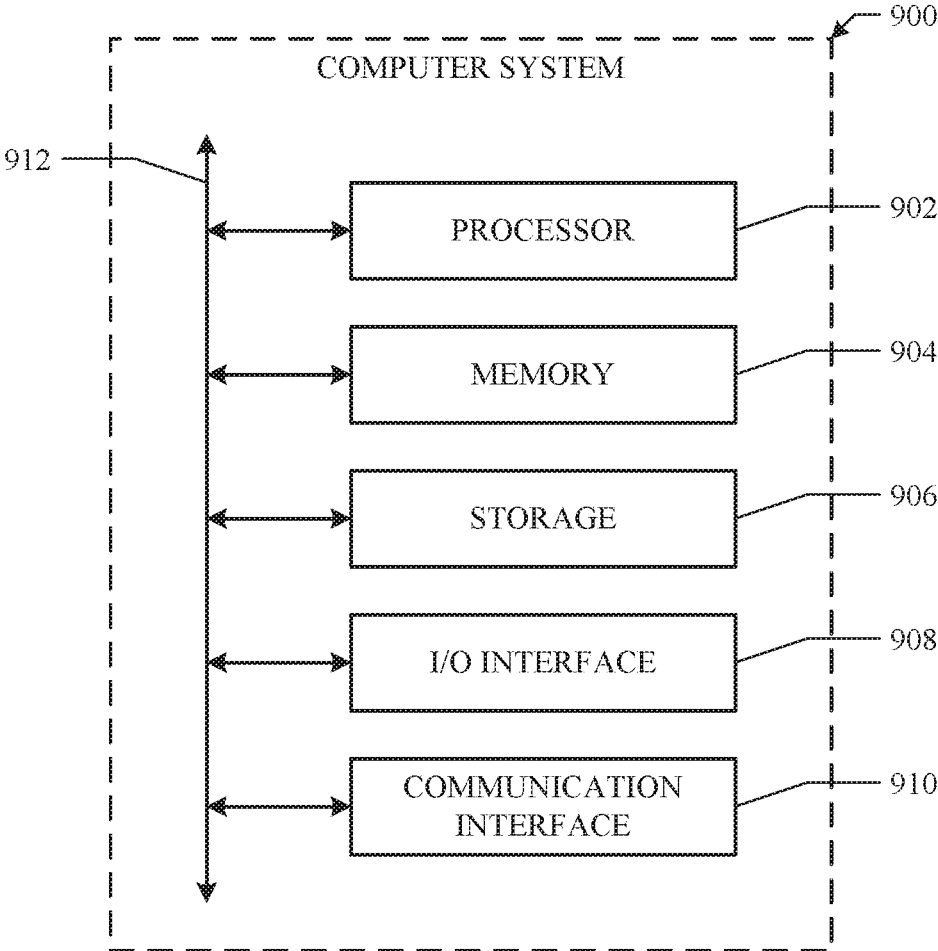 900
COMPUTER SYSTEM
912
PROCESSOR
902
MEMORY
904
STORAGE
906
I/O INTERFACE
908
COMMUNICATION
INTERFACE
910